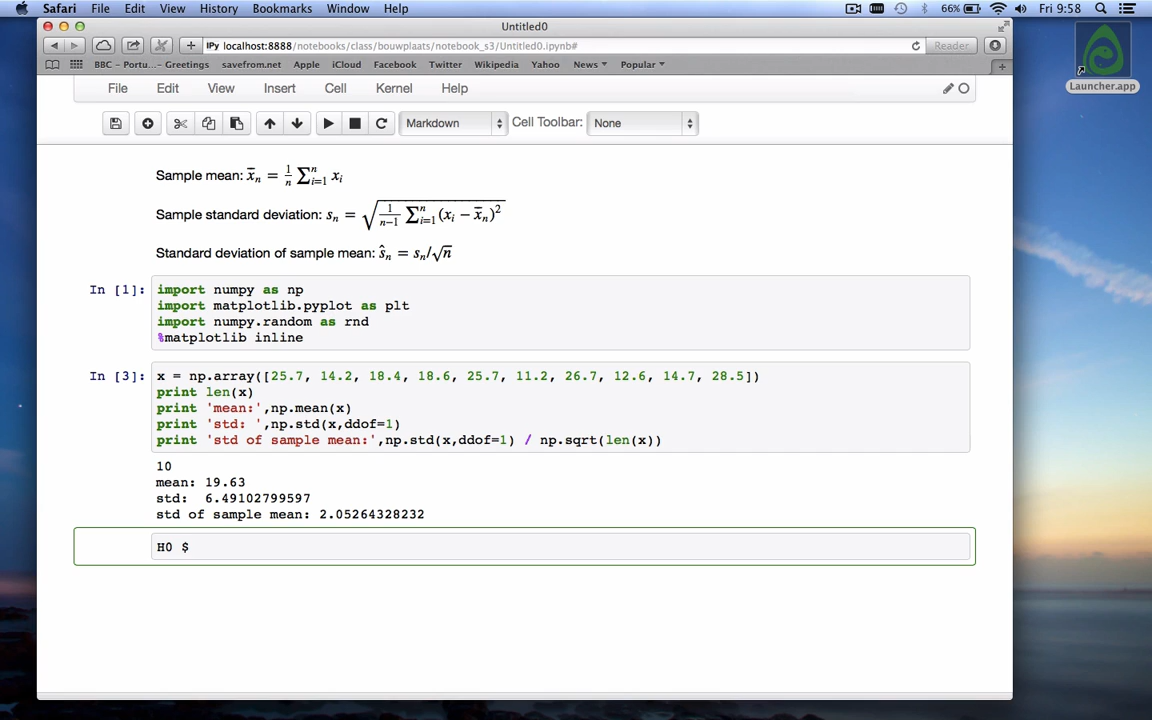 Safari File Edit View History Bookmarks Window Help 66% Fri 9:58
Untitled0
IPy localhost:8888/notebooks/class/bouwplaats/notebook_s3/Untitled0.ipynb# Reader
BBC – Portu... – Greetings savefrom.net Apple iCloud Facebook Twitter Wikipedia Yahoo News Popular
Launcher.app
File Edit View Insert Cell Kernel Help
Markdown Cell Toolbar: None
Sample mean: x̄ₙ = 1/n ∑ⁿᵢ₌₁ xᵢ
Sample standard deviation: sₙ = √(1/(n−1) ∑ⁿᵢ₌₁(xᵢ − x̄ₙ)²)
Standard deviation of sample mean: ŝₙ = sₙ/√n
In [1]: import numpy as np
import matplotlib.pyplot as plt
import numpy.random as rnd
%matplotlib inline
In [3]: x = np.array([25.7, 14.2, 18.4, 18.6, 25.7, 11.2, 26.7, 12.6, 14.7, 28.5])
print len(x)
print 'mean:',np.mean(x)
print 'std: ',np.std(x,ddof=1)
print 'std of sample mean:',np.std(x,ddof=1) / np.sqrt(len(x))
10
mean: 19.63
std:  6.49102799597
std of sample mean: 2.05264328232
H0 $